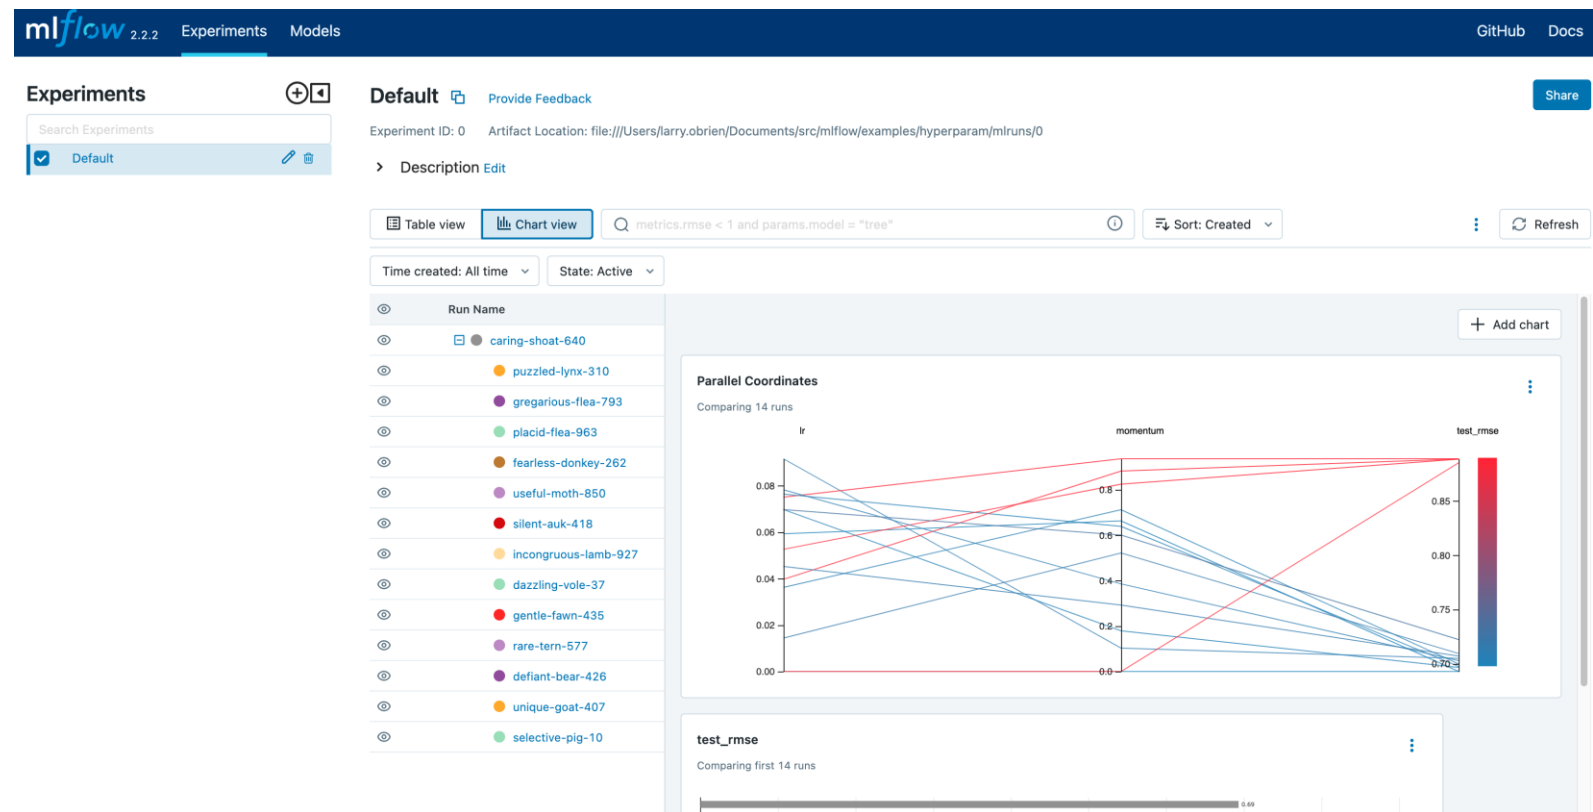 mlflow 2.2.2 Experiments Models GitHub Docs
Experiments
Search Experiments
Default
Default Provide Feedback Share
Experiment ID: 0 Artifact Location: file:///Users/larry.obrien/Documents/src/mlflow/examples/hyperparam/mlruns/0
Description Edit
Table view Chart view metrics.rmse < 1 and params.model = "tree" Sort: Created Refresh
Time created: All time State: Active
Run Name
caring-shoat-640
puzzled-lynx-310
gregarious-flea-793
placid-flea-963
fearless-donkey-262
useful-moth-850
silent-auk-418
incongruous-lamb-927
dazzling-vole-37
gentle-fawn-435
rare-tern-577
defiant-bear-426
unique-goat-407
selective-pig-10
+ Add chart
Parallel Coordinates
Comparing 14 runs
lr momentum test_rmse
0.08
0.06
0.04
0.02
0.00
0.8
0.6
0.4
0.2
0.0
0.85
0.80
0.75
0.70
test_rmse
Comparing first 14 runs
0.69